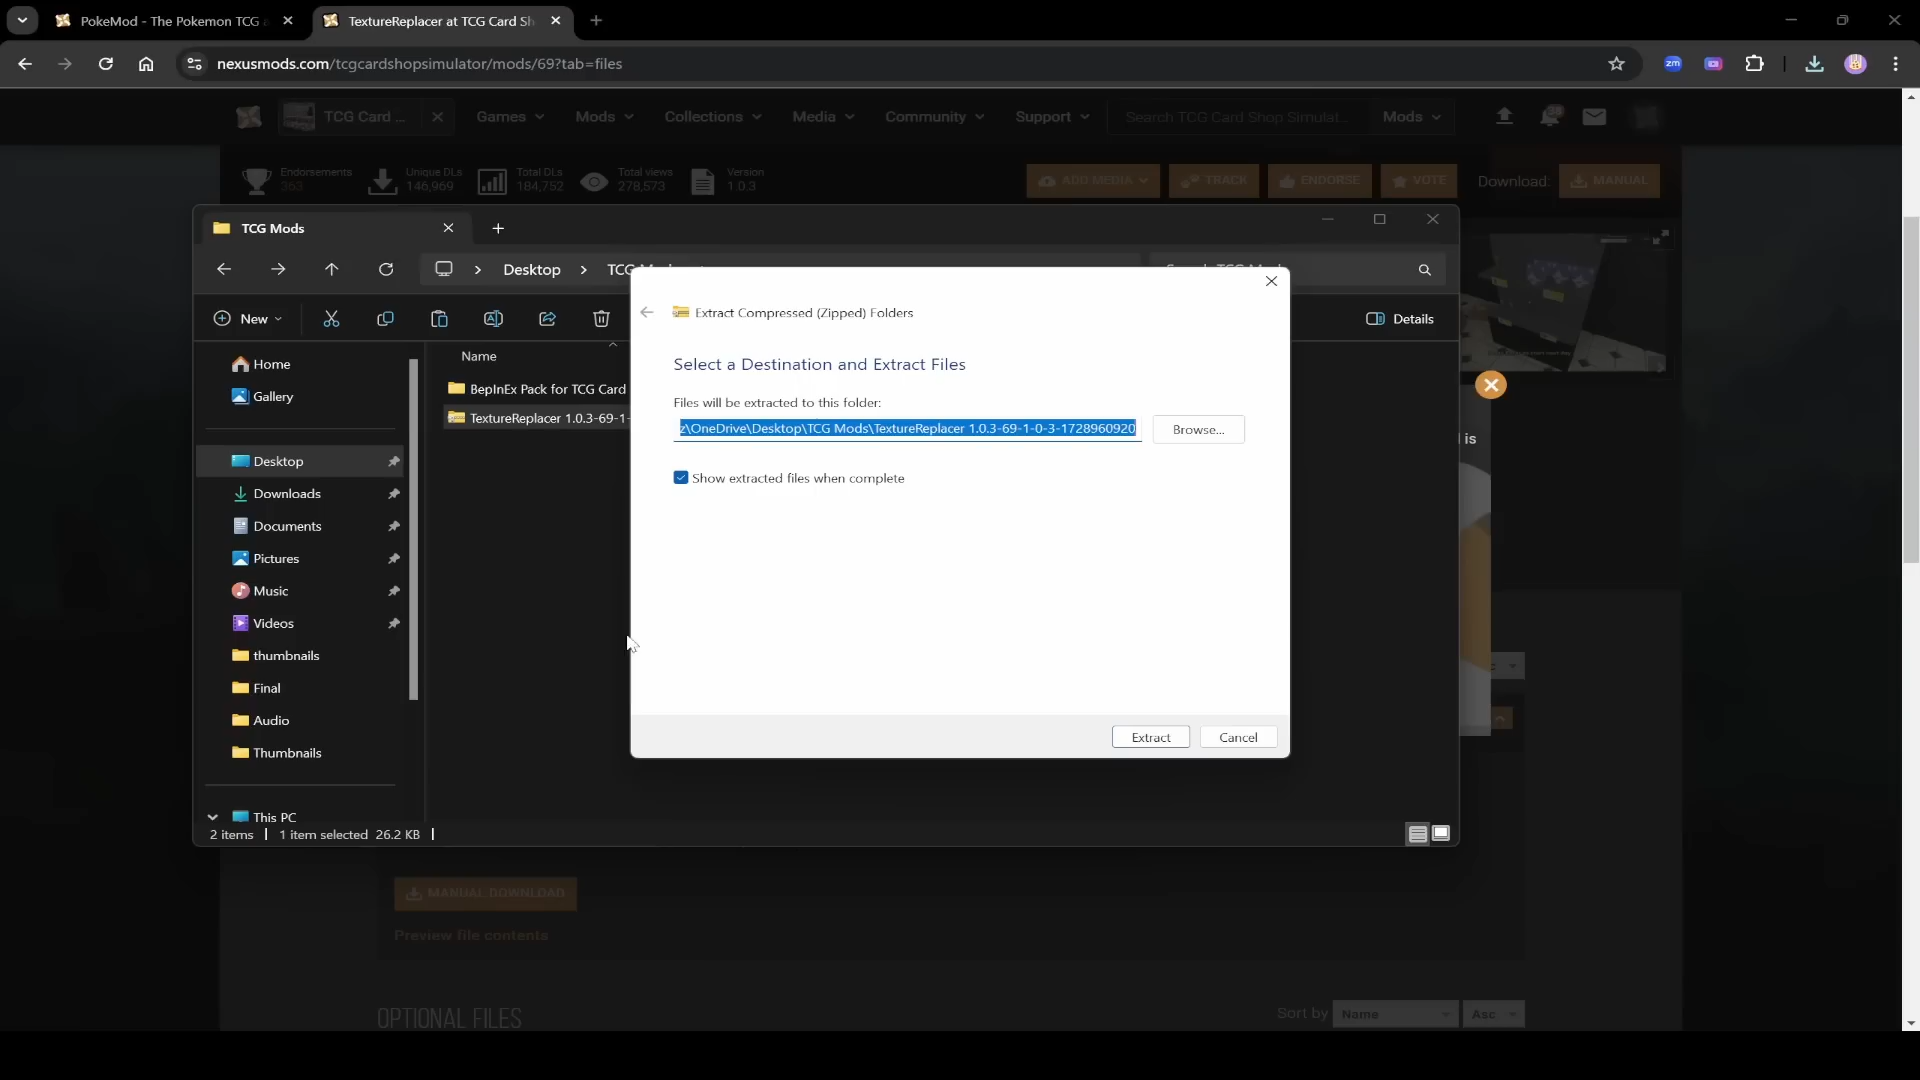 PokeMod - The Pokemon TCG
TextureReplacer at TCG Card Sh
nexusmods.com/tcgcardshopsimulator/mods/69?tab=files
zm
TCG Card ...
Games
Mods
Collections
Media
Community
Support
Search TCG Card Shop Simulat...
Mods
Endorsements
363
Unique DLs
146,969
Total DLs
184,752
Total views
278,573
Version
1.0.3
ADD MEDIA
TRACK
ENDORSE
VOTE
Download:
MANUAL
TCG Mods
Desktop
New
Details
Home
Gallery
Desktop
Downloads
Documents
Pictures
Music
Videos
thumbnails
Final
Audio
Thumbnails
This PC
Name
BepInEx Pack for TCG Card
TextureReplacer 1.0.3-69-1-
2 items
1 item selected 26.2 KB
Extract Compressed (Zipped) Folders
Select a Destination and Extract Files
Files will be extracted to this folder:
z\OneDrive\Desktop\TCG Mods\TextureReplacer 1.0.3-69-1-0-3-1728960920
Browse...
Show extracted files when complete
Extract
Cancel
is
MANUAL DOWNLOAD
Preview file contents
OPTIONAL FILES
Sort by
Name
Asc